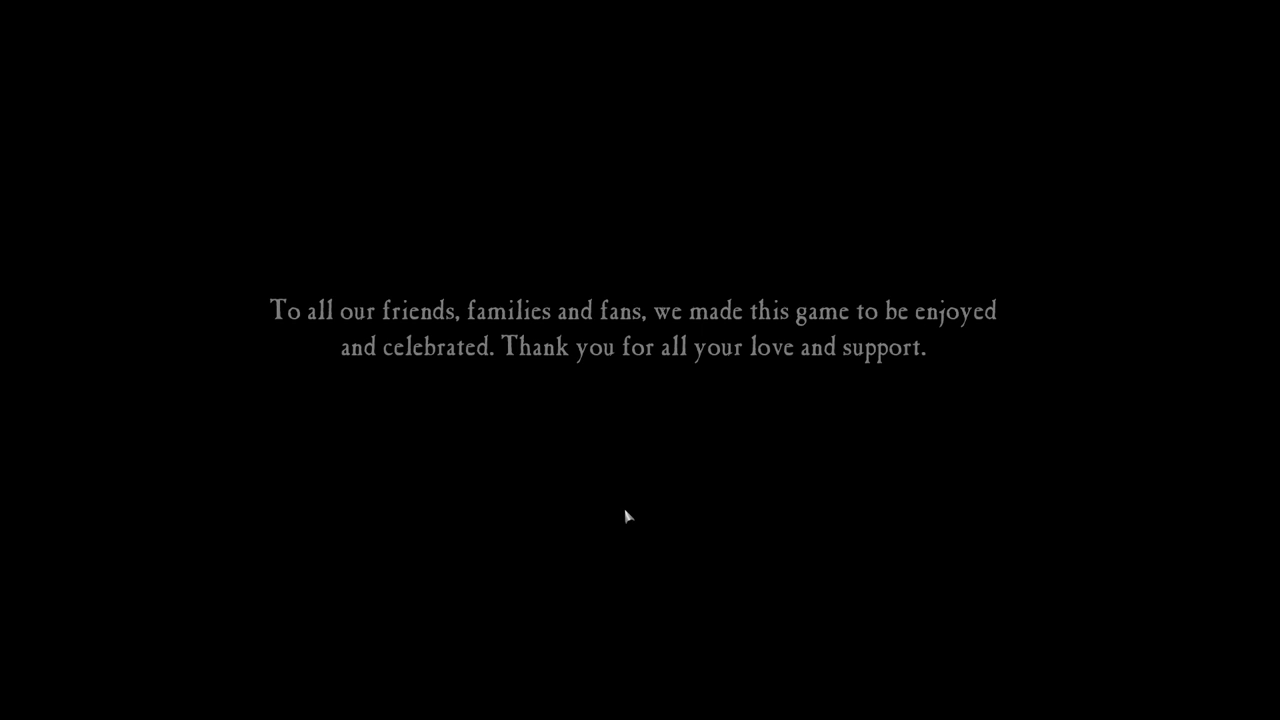 To all our friends, families and fans, we made this game to be enjoyed
and celebrated. Thank you for all your love and support.